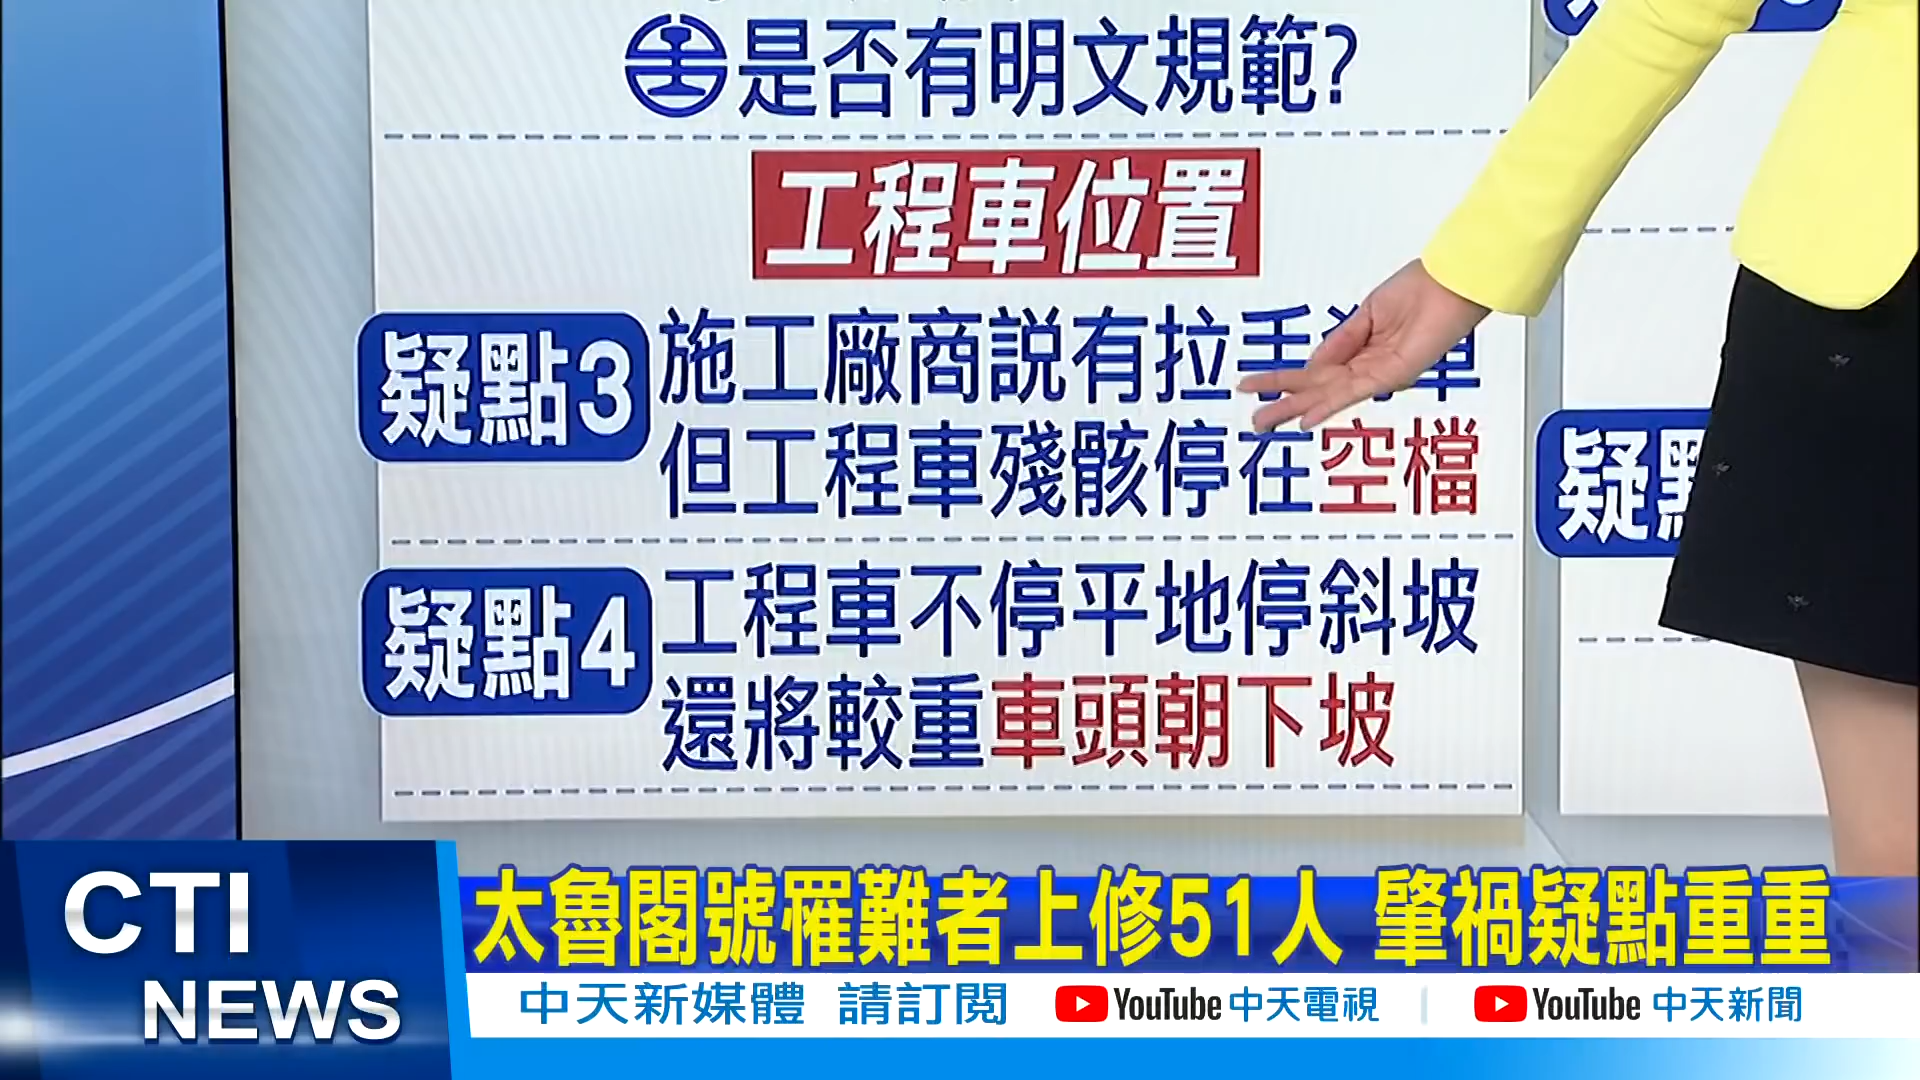 是否有明文規範?
工程車位置
疑點3
施工廠商說有拉手 車
但工程車殘骸停在空檔
疑點4
工程車不停平地停斜坡
還將較重車頭朝下坡
疑
CTI NEWS
太魯閣號罹難者上修51人 肇禍疑點重重
中天新媒體 請訂閱 YouTube 中天電視 | YouTube 中天新聞